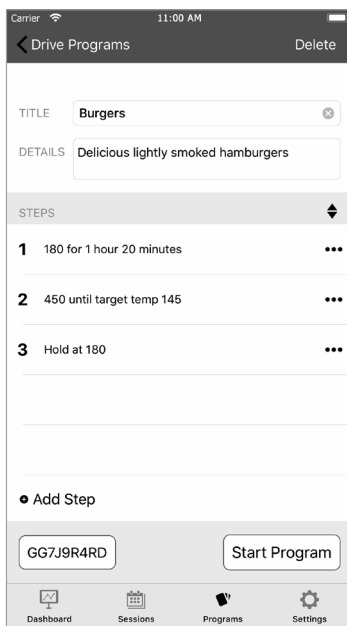 Carrier 11:00 AM
Drive Programs Delete
TITLE Burgers
DETAILS Delicious lightly smoked hamburgers
STEPS
1 180 for 1 hour 20 minutes
2 450 until target temp 145
3 Hold at 180
Add Step
GG7J9R4RD Start Program
Dashboard Sessions Programs Settings